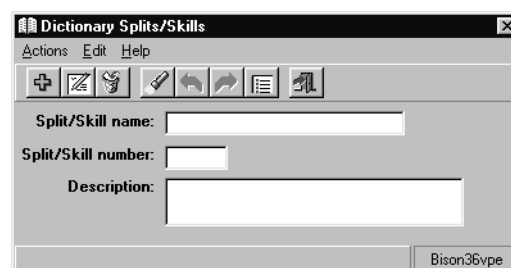 Dictionary Splits/Skills
Actions Edit Help
Split/Skill name:
Split/Skill number:
Description:
Bison36vpe